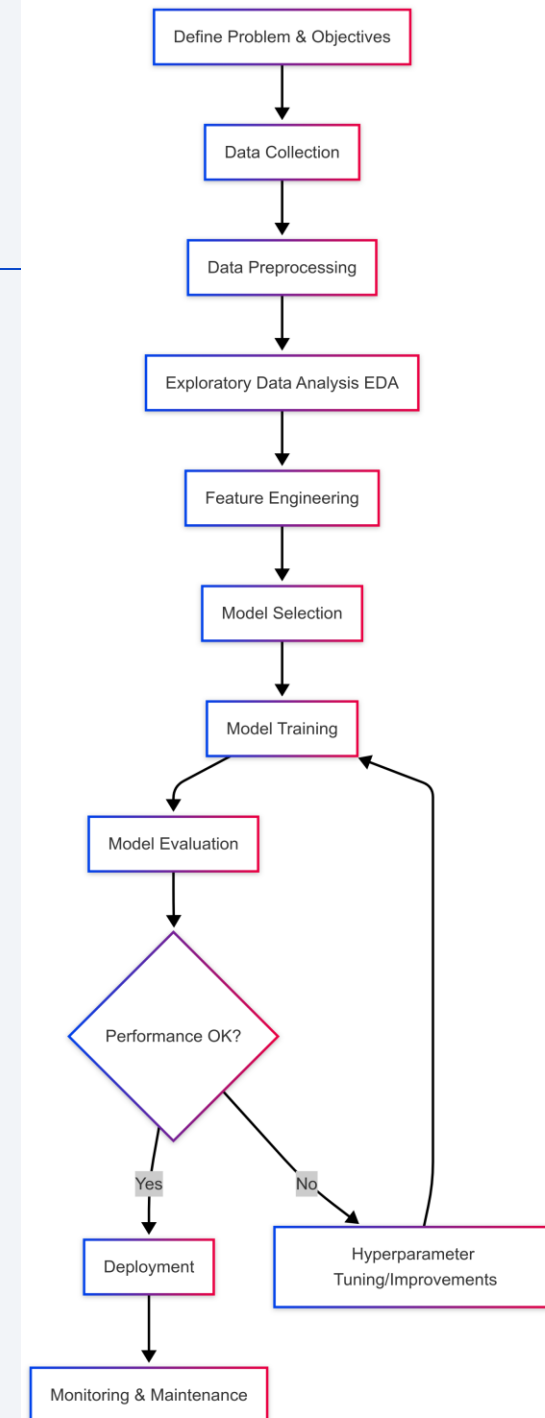 Define Problem & Objectives
Data Collection
Data Preprocessing
Exploratory Data Analysis EDA
Feature Engineering
Model Selection
Model Training
Model Evaluation
Performance OK?
Yes
No
Deployment
Hyperparameter
Tuning/Improvements
Monitoring & Maintenance